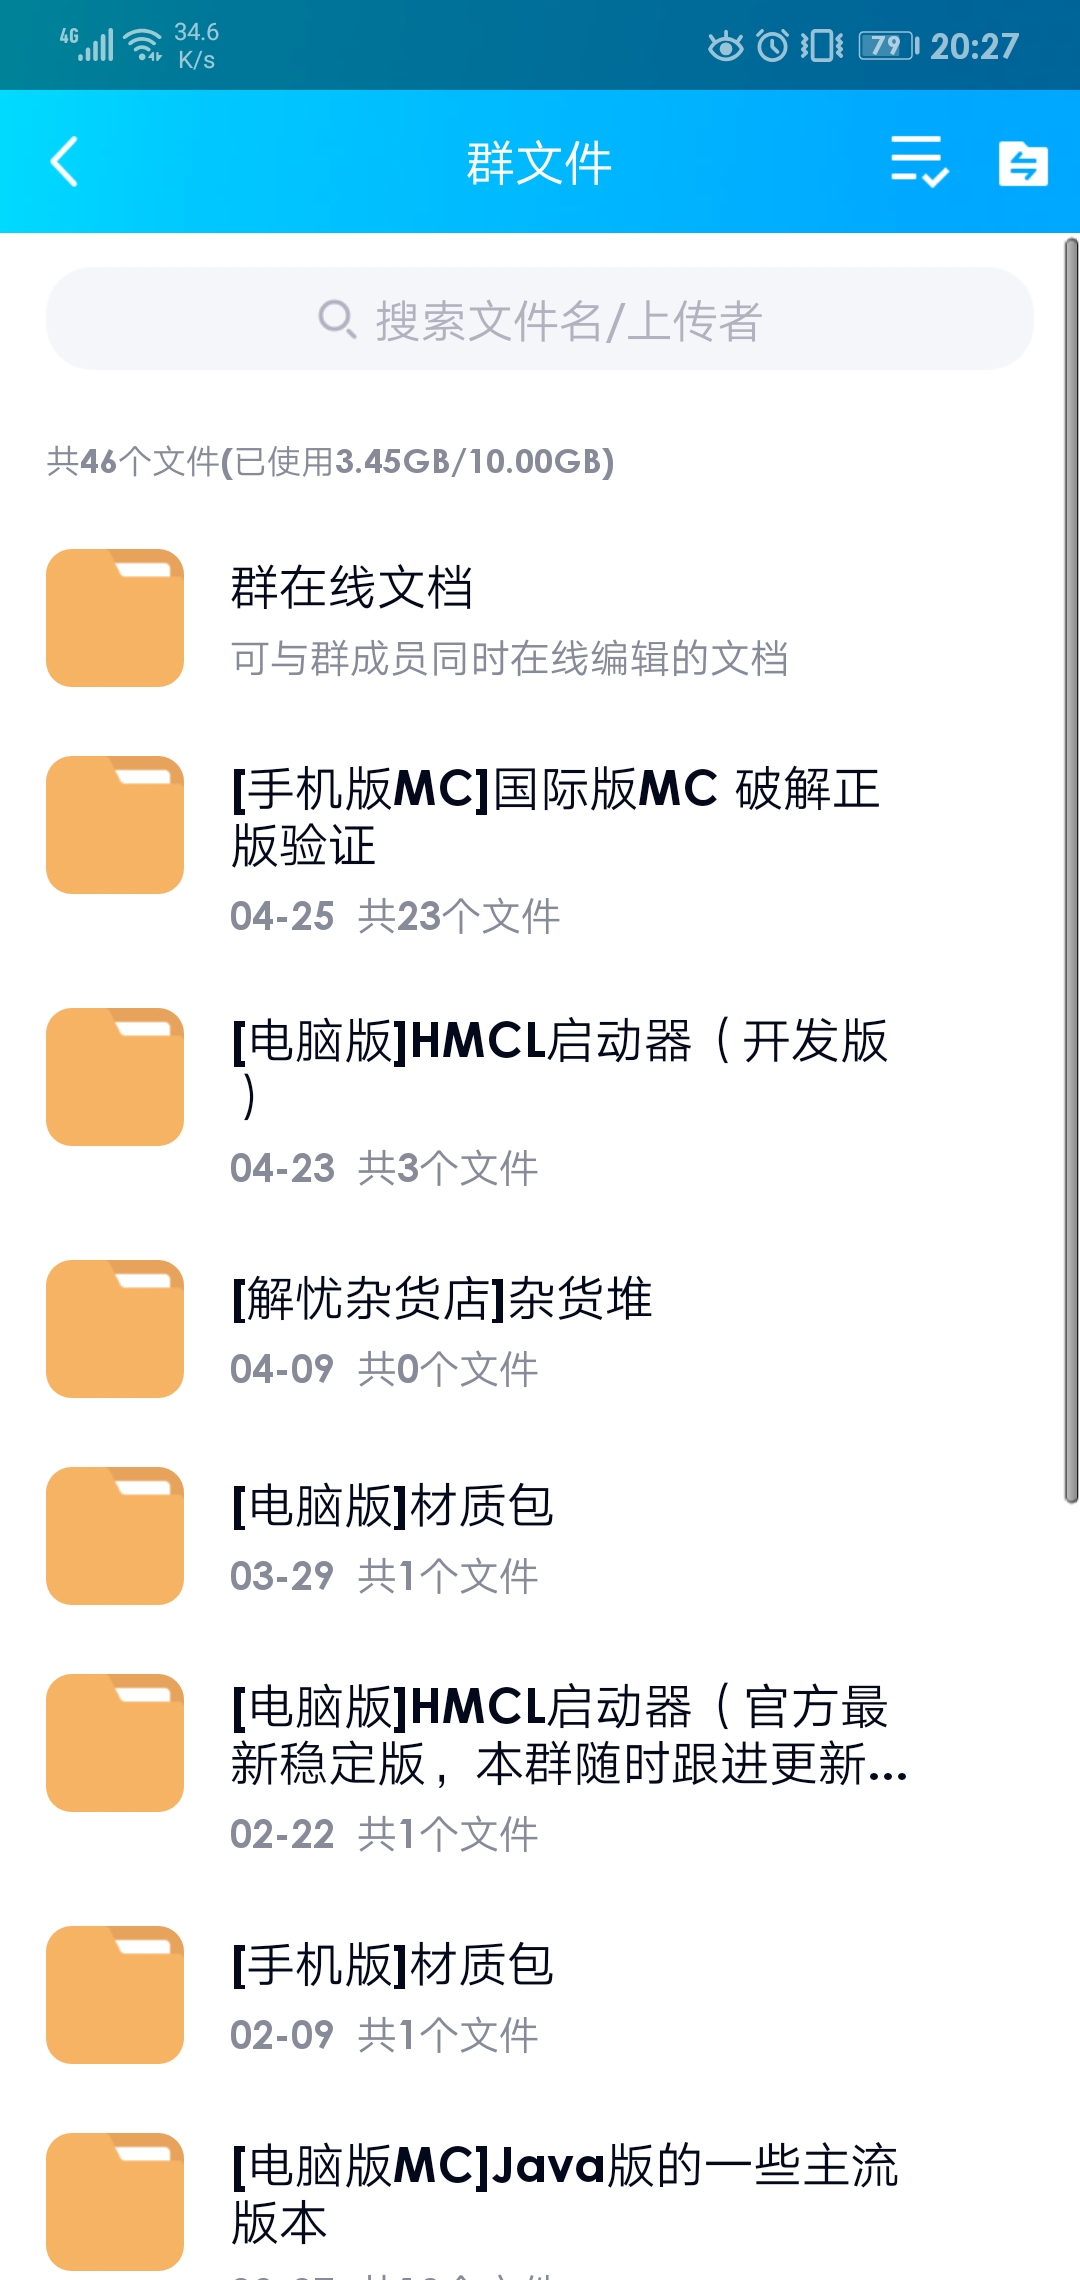 4G 34.6 K/s 79 20:27
群文件
搜索文件名/上传者
共46个文件(已使用3.45GB/10.00GB)
群在线文档
可与群成员同时在线编辑的文档
[手机版MC]国际版MC 破解正
版验证
04-25 共23个文件
[电脑版]HMCL启动器（开发版
）
04-23 共3个文件
[解忧杂货店]杂货堆
04-09 共0个文件
[电脑版]材质包
03-29 共1个文件
[电脑版]HMCL启动器（官方最
新稳定版，本群随时跟进更新...
02-22 共1个文件
[手机版]材质包
02-09 共1个文件
[电脑版MC]Java版的一些主流
版本